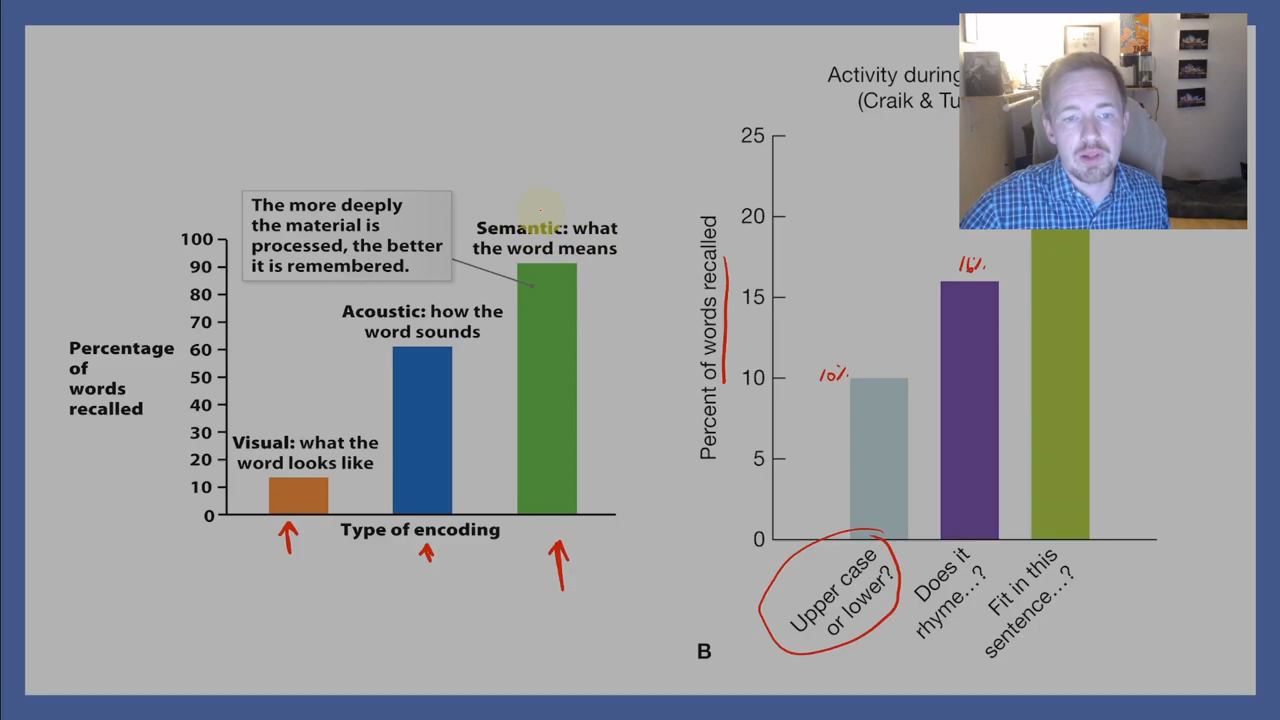 The more deeply
the material is
processed, the better
it is remembered.
Semantic: what
the word means
Acoustic: how the
word sounds
Visual: what the
word looks like
Percentage
of
words
recalled
100
90
80
70
60
50
40
30
20
10
0
Type of encoding
Activity during
(Craik & Tu
Percent of words recalled
25
20
15
10
5
0
10%
16%
Upper case
or lower?
Does it
rhyme...?
Fit in this
sentence...?
B
TAPE